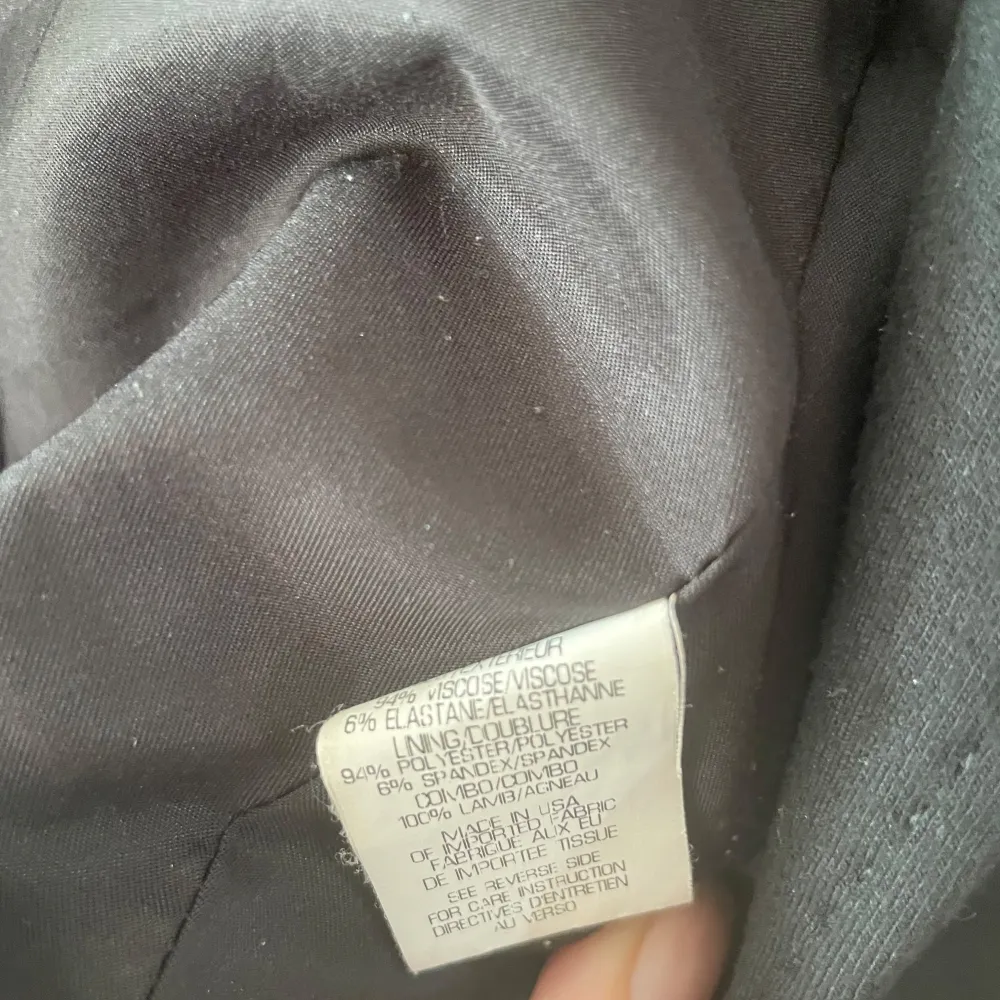 EXTERIEUR
94% VISCOSE/VISCOSE
6% ELASTANE/ELASTHANNE
LINING/DOUBLURE
94% POLYESTER/POLYESTER
6% SPANDEX/SPANDEX
COMBO/COMBO
100% LAMB/AGNEAU
MADE IN USA
OF IMPORTED FABRIC
FABRIQUE AUX EU
DE IMPORTEE TISSUE
SEE REVERSE SIDE
FOR CARE INSTRUCTION
DIRECTIVES D'ENTRETIEN
AU VERSO